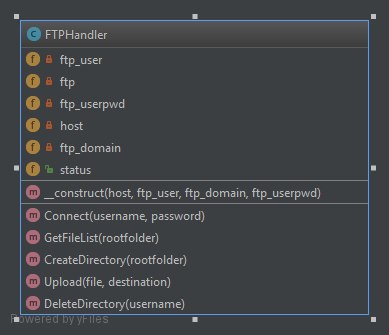 FTPHandler
ftp_user
ftp
ftp_userpwd
host
ftp_domain
status
__construct(host, ftp_user, ftp_domain, ftp_userpwd)
Connect(username, password)
GetFileList(rootfolder)
CreateDirectory(rootfolder)
Upload(file, destination)
DeleteDirectory(username)
Powered by yFiles